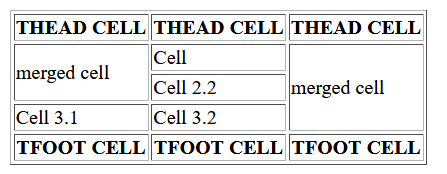 THEAD CELL THEAD CELL THEAD CELL
merged cell Cell merged cell
Cell 2.2
Cell 3.1 Cell 3.2
TFOOT CELL TFOOT CELL TFOOT CELL